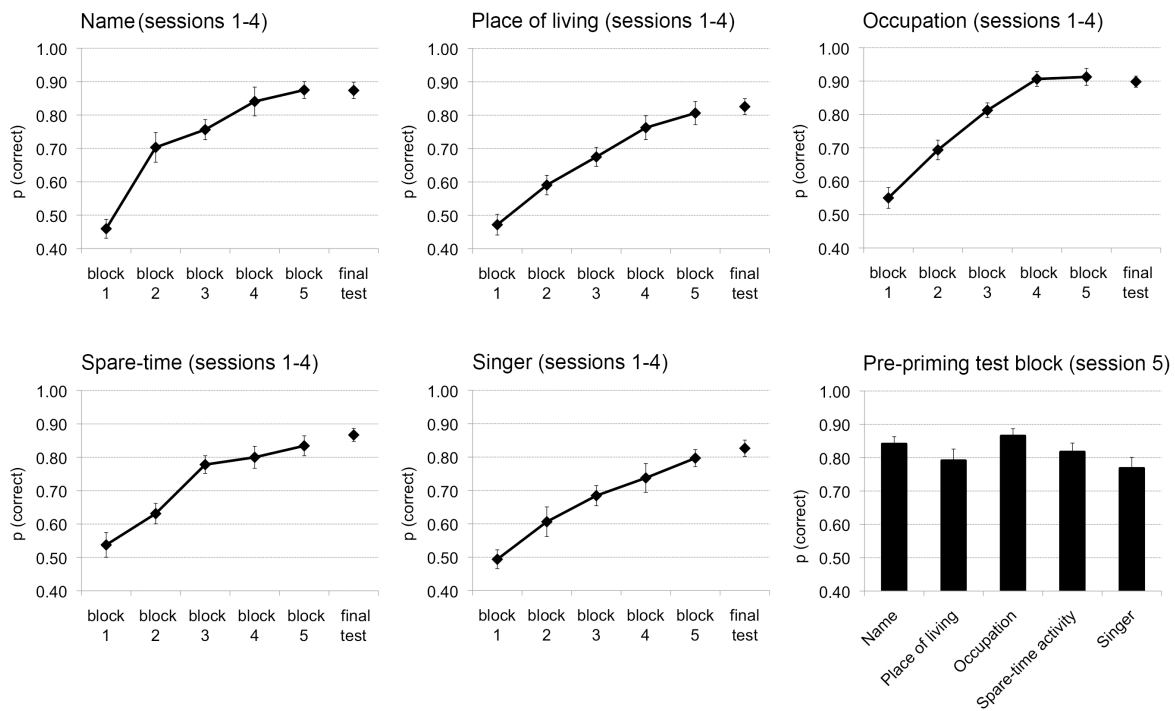 Name (sessions 1-4)
p (correct)
1.00
0.90
0.80
0.70
0.60
0.50
0.40
block 1
block 2
block 3
block 4
block 5
final test
Place of living (sessions 1-4)
p (correct)
1.00
0.90
0.80
0.70
0.60
0.50
0.40
block 1
block 2
block 3
block 4
block 5
final test
Occupation (sessions 1-4)
p (correct)
1.00
0.90
0.80
0.70
0.60
0.50
0.40
block 1
block 2
block 3
block 4
block 5
final test
Spare-time (sessions 1-4)
p (correct)
1.00
0.90
0.80
0.70
0.60
0.50
0.40
block 1
block 2
block 3
block 4
block 5
final test
Singer (sessions 1-4)
p (correct)
1.00
0.90
0.80
0.70
0.60
0.50
0.40
block 1
block 2
block 3
block 4
block 5
final test
Pre-priming test block (session 5)
p (correct)
1.00
0.90
0.80
0.70
0.60
0.50
0.40
Name
Place of living
Occupation
Spare-time activity
Singer